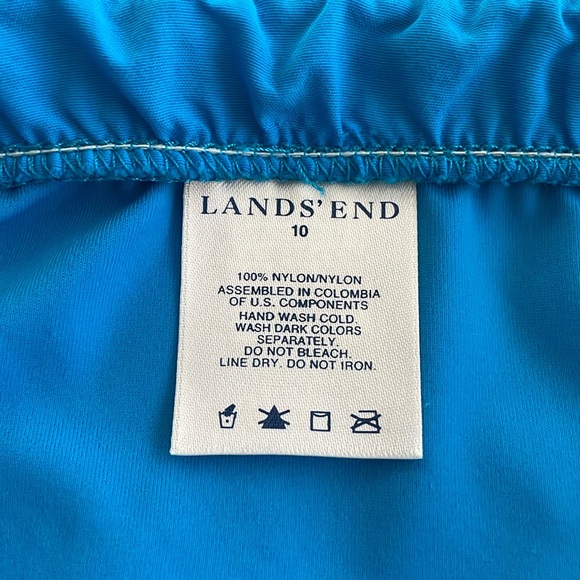 LANDS' END
10
100% NYLON/NYLON
ASSEMBLED IN COLOMBIA
OF U.S. COMPONENTS
HAND WASH COLD.
WASH DARK COLORS
SEPARATELY.
DO NOT BLEACH.
LINE DRY. DO NOT IRON.